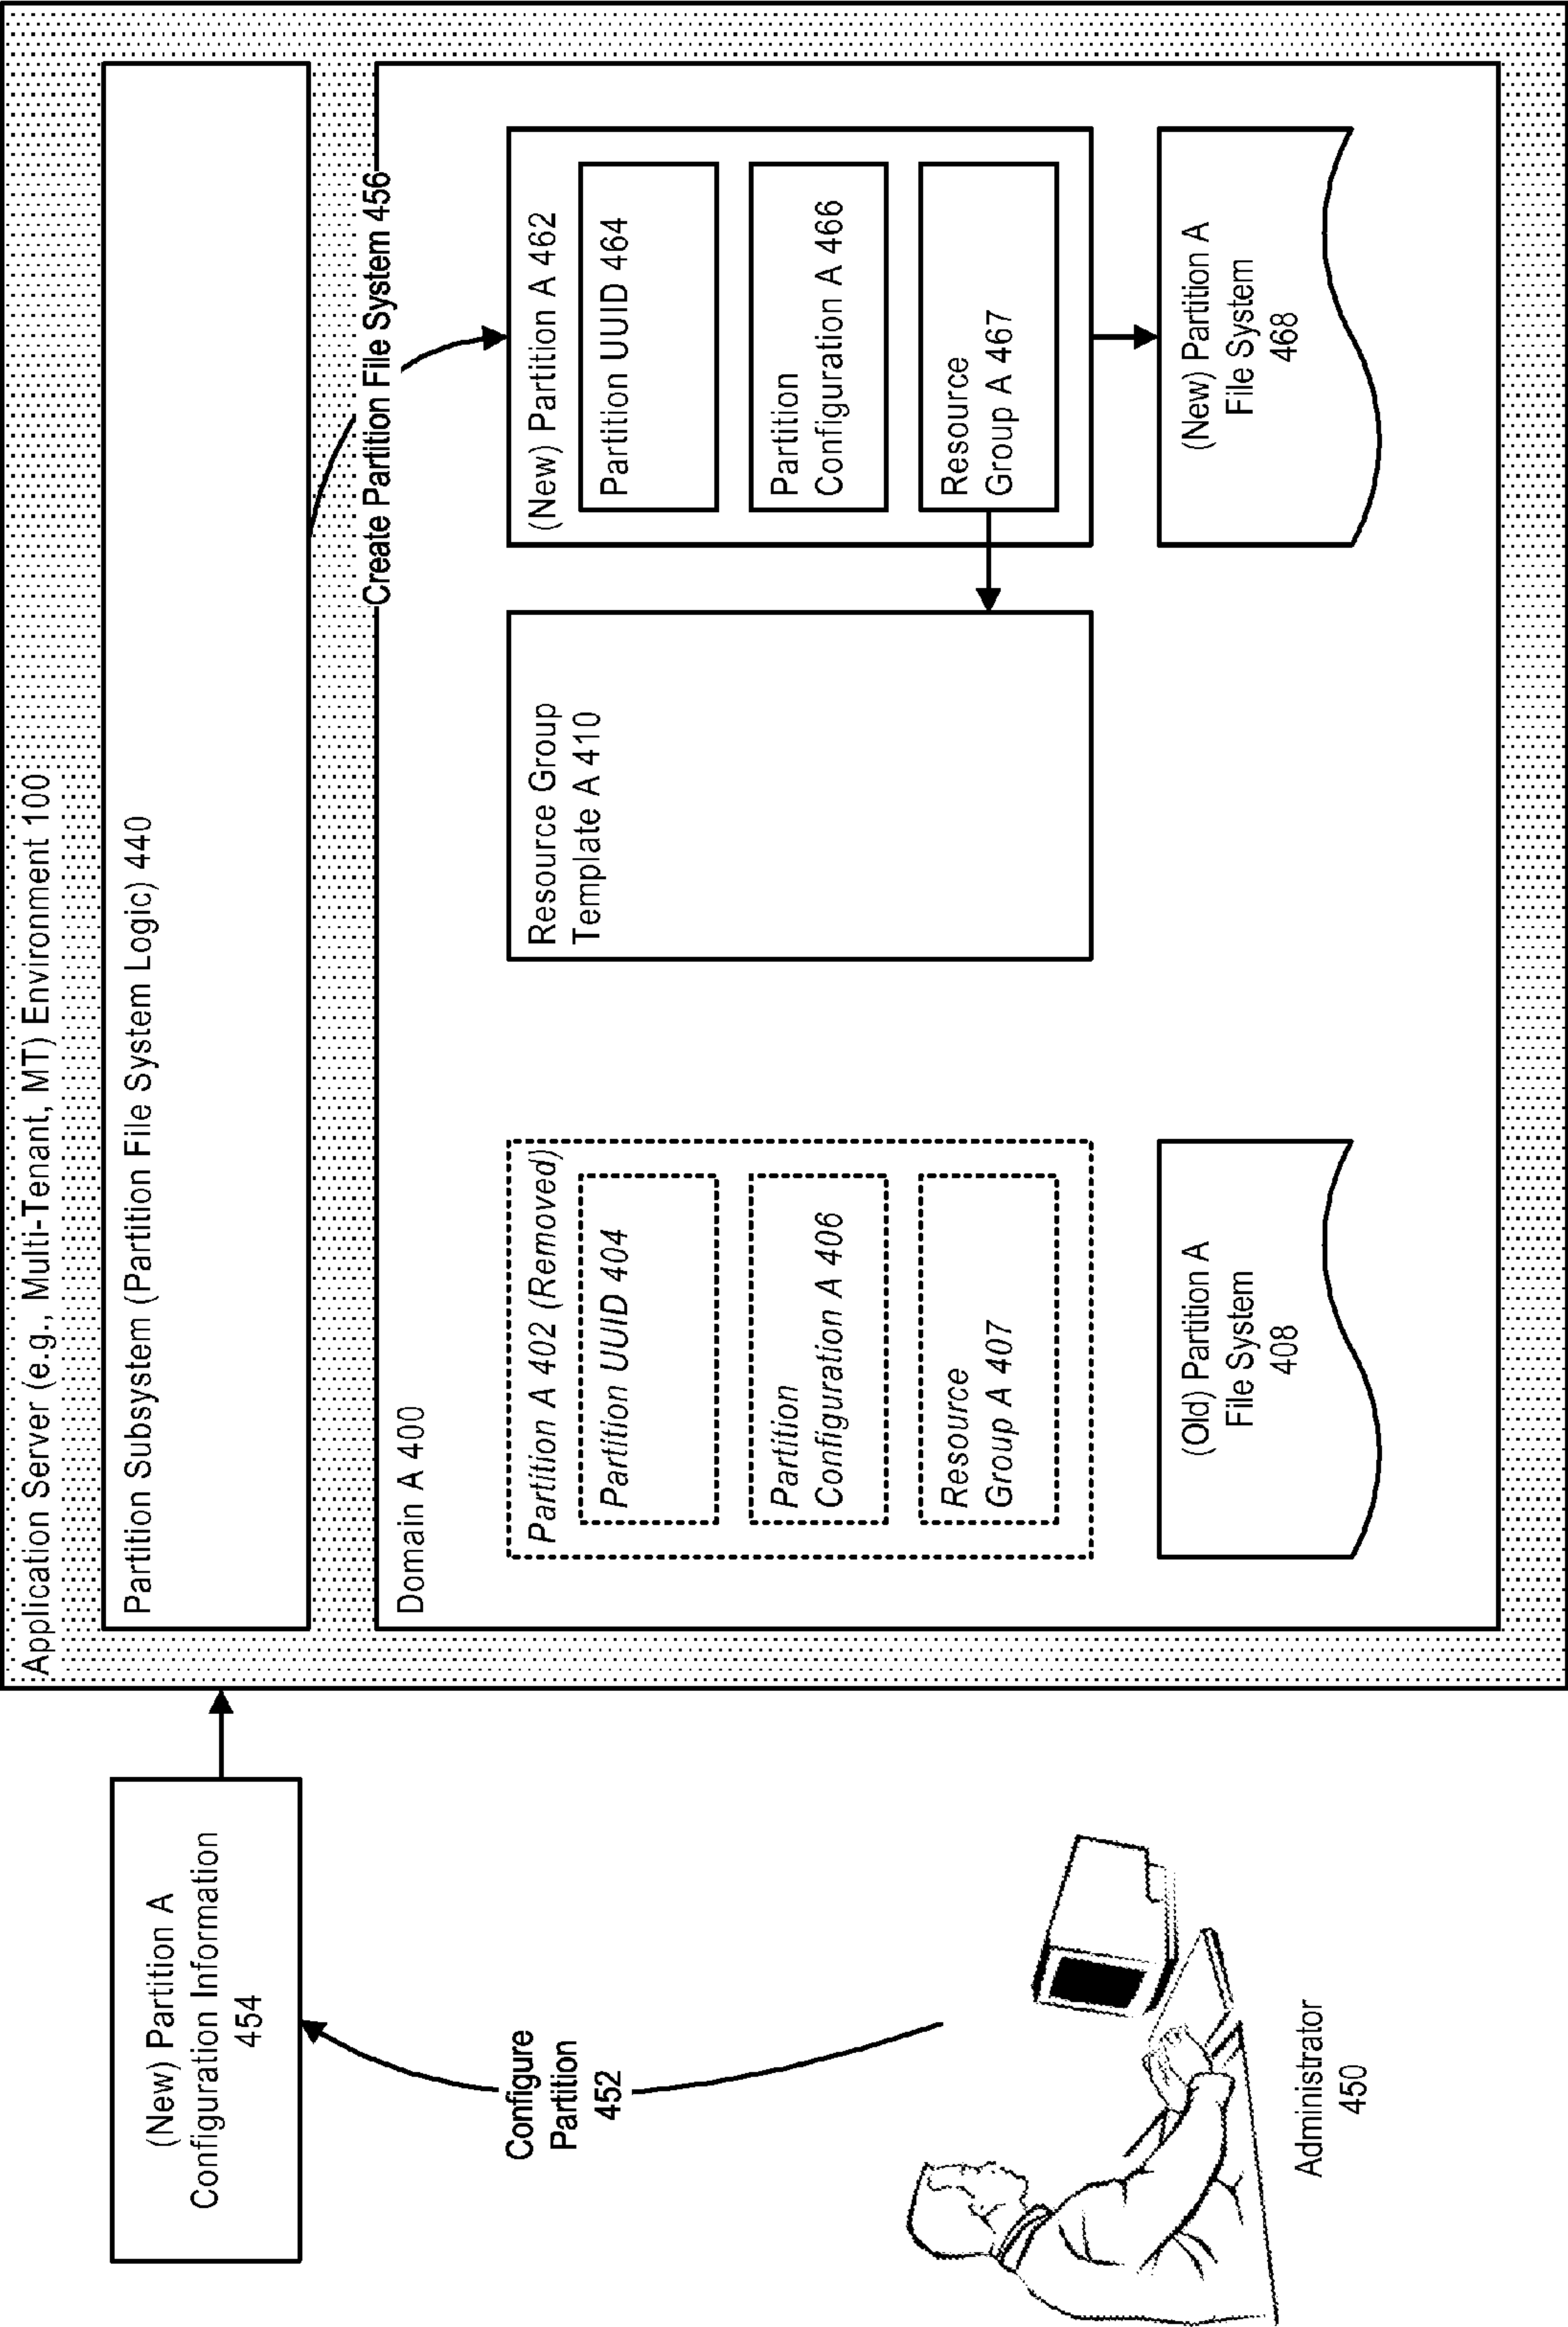 Application Server (e.g., Multi-Tenant, MT) Environment 100
(New) Partition A
Configuration Information
454
Partition Subsystem (Partition File System Logic) 440
Create Partition File System 456
Configure
Partition
452
Domain A 400
Partition A 402 (Removed)
Partition UUID 404
Partition
Configuration A 406
Resource
Group A 407
Resource Group
Template A 410
(New) Partition A 462
Partition UUID 464
Partition
Configuration A 466
Resource
Group A 467
(Old) Partition A
File System
408
(New) Partition A
File System
468
Administrator
450